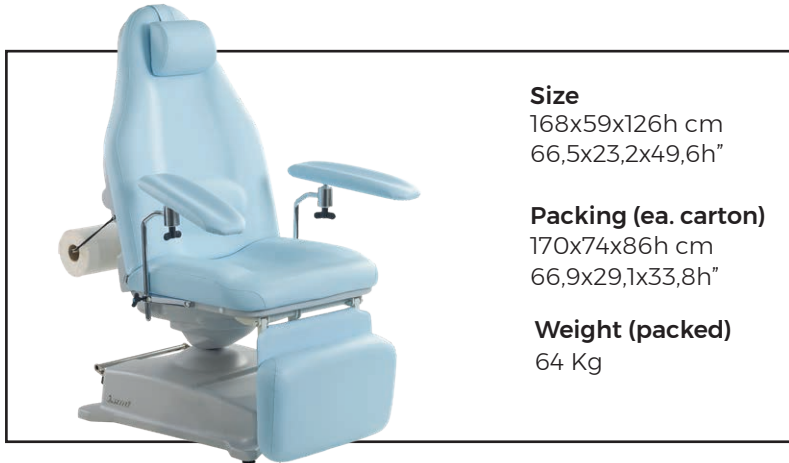 Size
168x59x126h cm
66,5x23,2x49,6h”
Packing (ea. carton)
170x74x86h cm
66,9x29,1x33,8h”
Weight (packed)
64 Kg